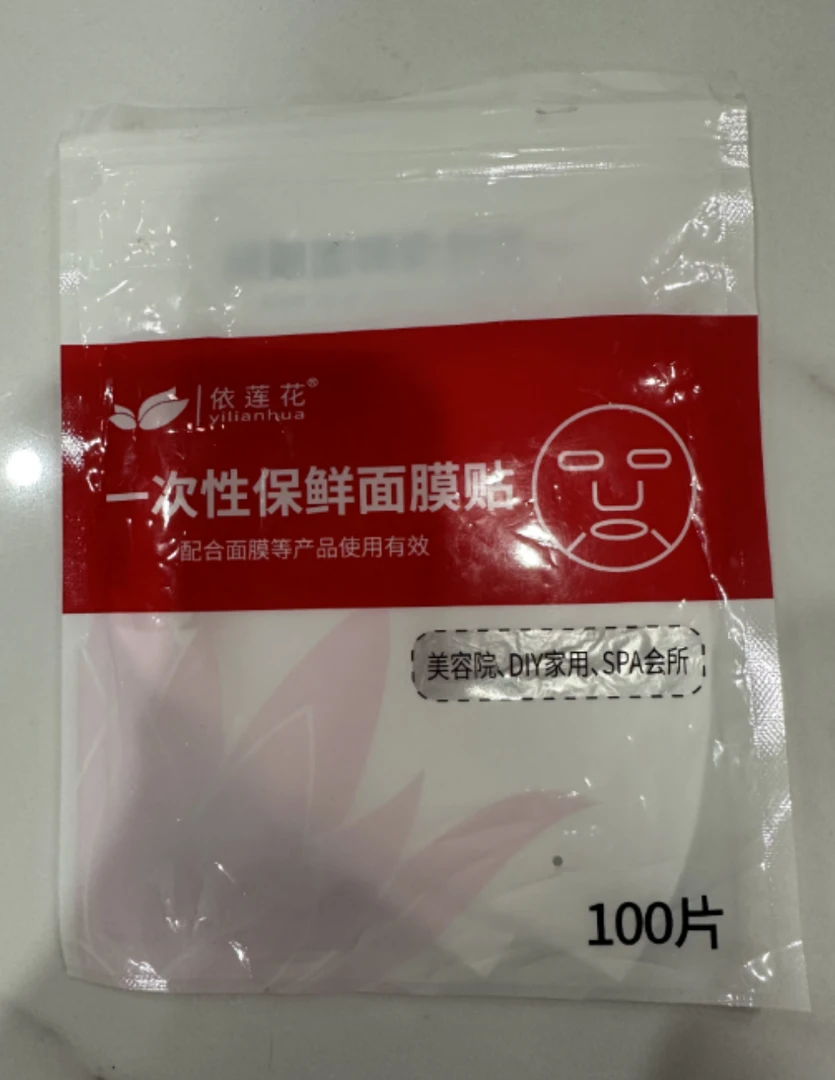 依莲花®
yilianhua
一次性保鲜面膜贴
配合面膜等产品使用有效
美容院、DIY家用、SPA会所
100片